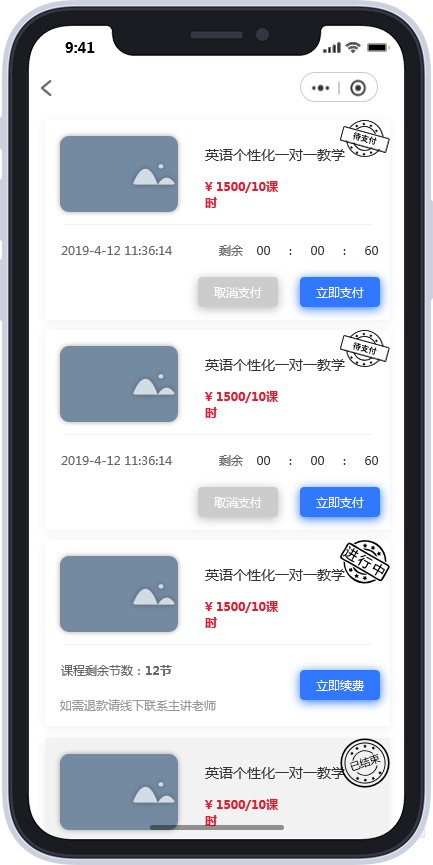 9:41
待支付
英语个性化一对一教学
¥ 1500/10课
时
2019-4-12 11:36:14 剩余 00 : 00 : 60
取消支付 立即支付
待支付
英语个性化一对一教学
¥ 1500/10课
时
2019-4-12 11:36:14 剩余 00 : 00 : 60
取消支付 立即支付
进行中
英语个性化一对一教学
¥ 1500/10课
时
课程剩余节数：12节
立即续费
如需退款请线下联系主讲老师
已结束
英语个性化一对一教学
¥ 1500/10课
时